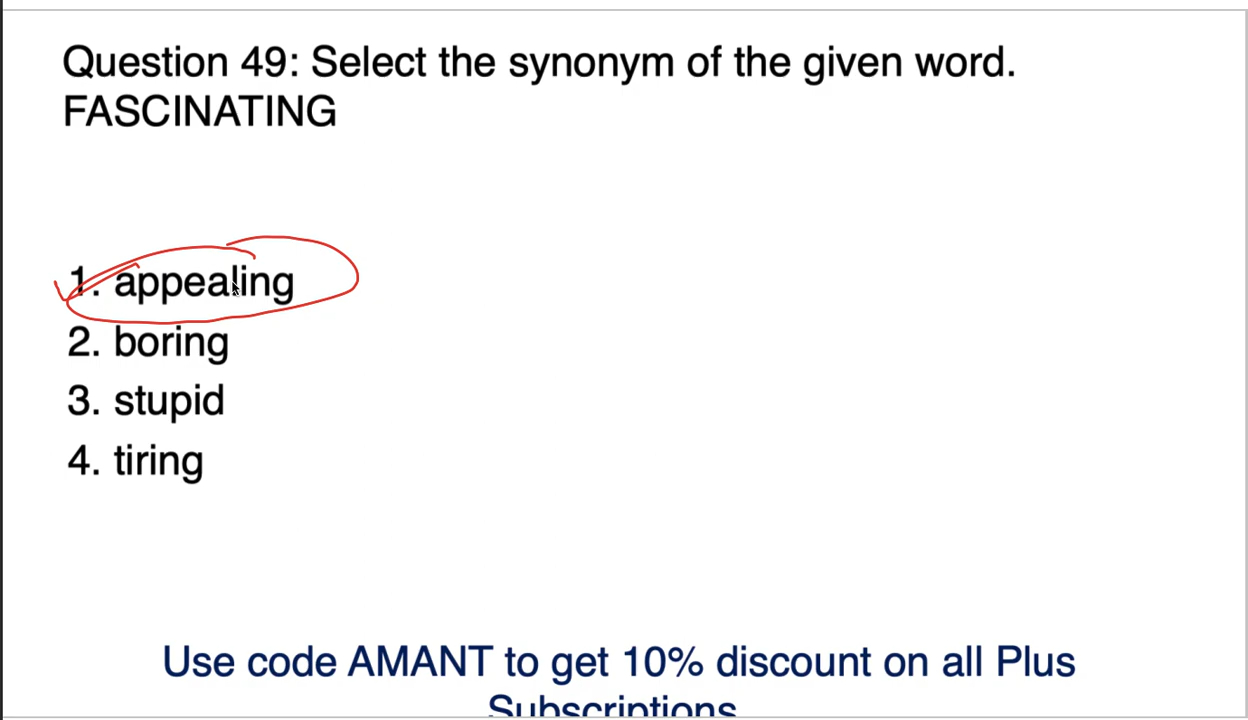 Question 49: Select the synonym of the given word.
FASCINATING
1. appealing
2. boring
3. stupid
4. tiring
Use code AMANT to get 10% discount on all Plus
Subscriptions